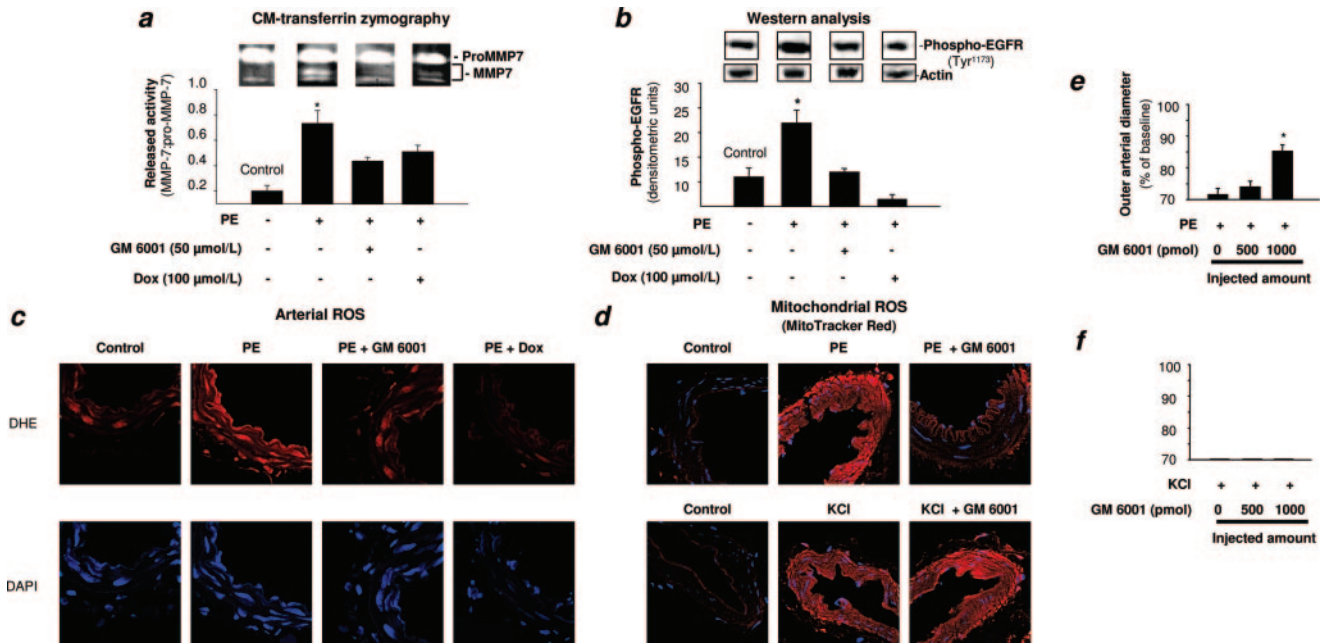 a
CM-transferrin zymography
- ProMMP7
- MMP7
Released activity
(MMP-7:pro-MMP-7)
1.0
0.8
0.6
0.4
0.2
Control
*
PE - + + +
GM 6001 (50 µmol/L) - - + -
Dox (100 µmol/L) - - - +
b
Western analysis
-Phospho-EGFR
(Tyr1173)
-Actin
Phospho-EGFR
(densitometric units)
30
25
20
15
10
Control
*
PE - + + +
GM 6001 (50 µmol/L) - - + -
Dox (100 µmol/L) - - - +
e
Outer arterial diameter
(% of baseline)
100
90
80
70
70
*
PE + + +
GM 6001 (pmol) 0 500 1000
Injected amount
c
Arterial ROS
Control PE PE + GM 6001 PE + Dox
DHE
DAPI
d
Mitochondrial ROS
(MitoTracker Red)
Control PE PE + GM 6001
Control KCl KCl + GM 6001
f
100
90
80
70
KCl + + +
GM 6001 (pmol) 0 500 1000
Injected amount